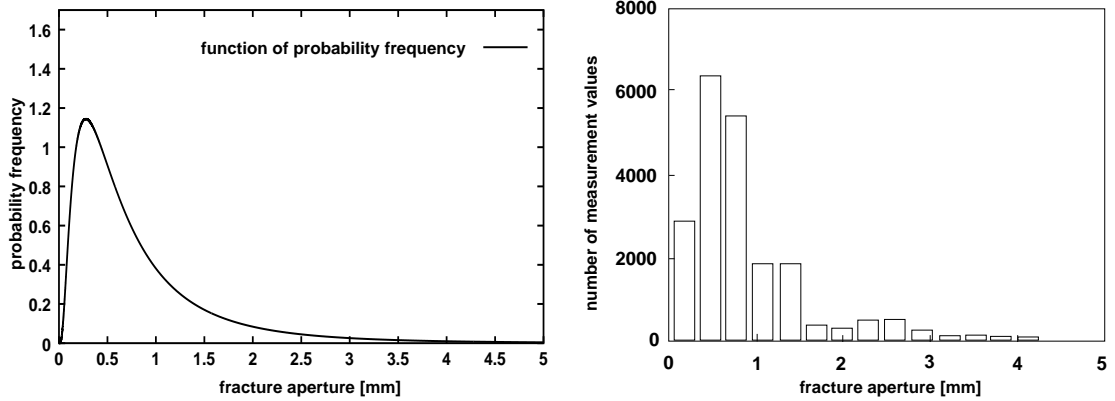 1.6
1.4
1.2
1
0.8
0.6
0.4
0.2
0
probability frequency
function of probability frequency
0 0.5 1 1.5 2 2.5 3 3.5 4 4.5 5
fracture aperture [mm]
8000
6000
4000
2000
0
number of measurement values
0 1 2 3 4 5
fracture aperture [mm]